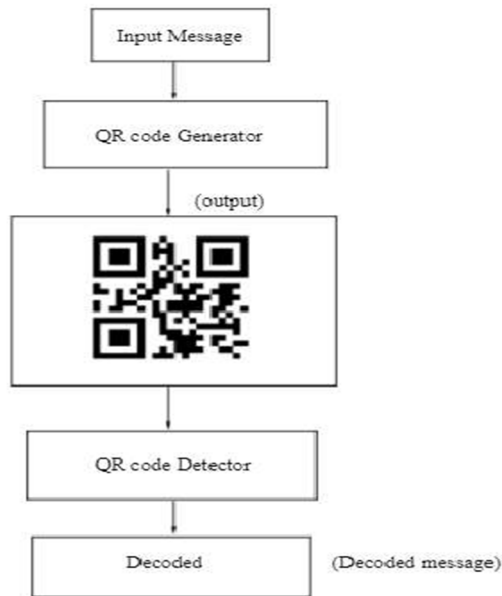 Input Message
QR code Generator
(output)
QR code Detector
Decoded
(Decoded message)